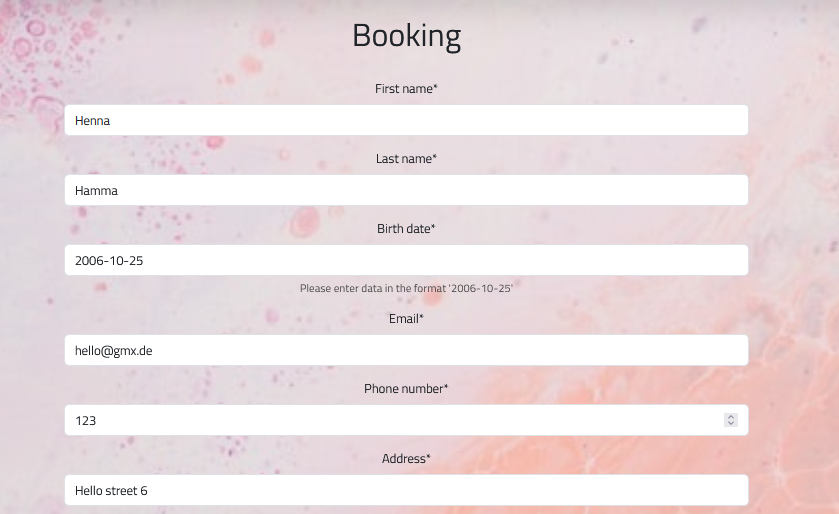 Booking
First name*
Henna
Last name*
Hamma
Birth date*
2006-10-25
Please enter data in the format '2006-10-25'
Email*
hello@gmx.de
Phone number*
123
Address*
Hello street 6